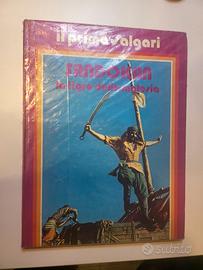 il primo salgari
SANDOKAN
la tigre della malesia
subito